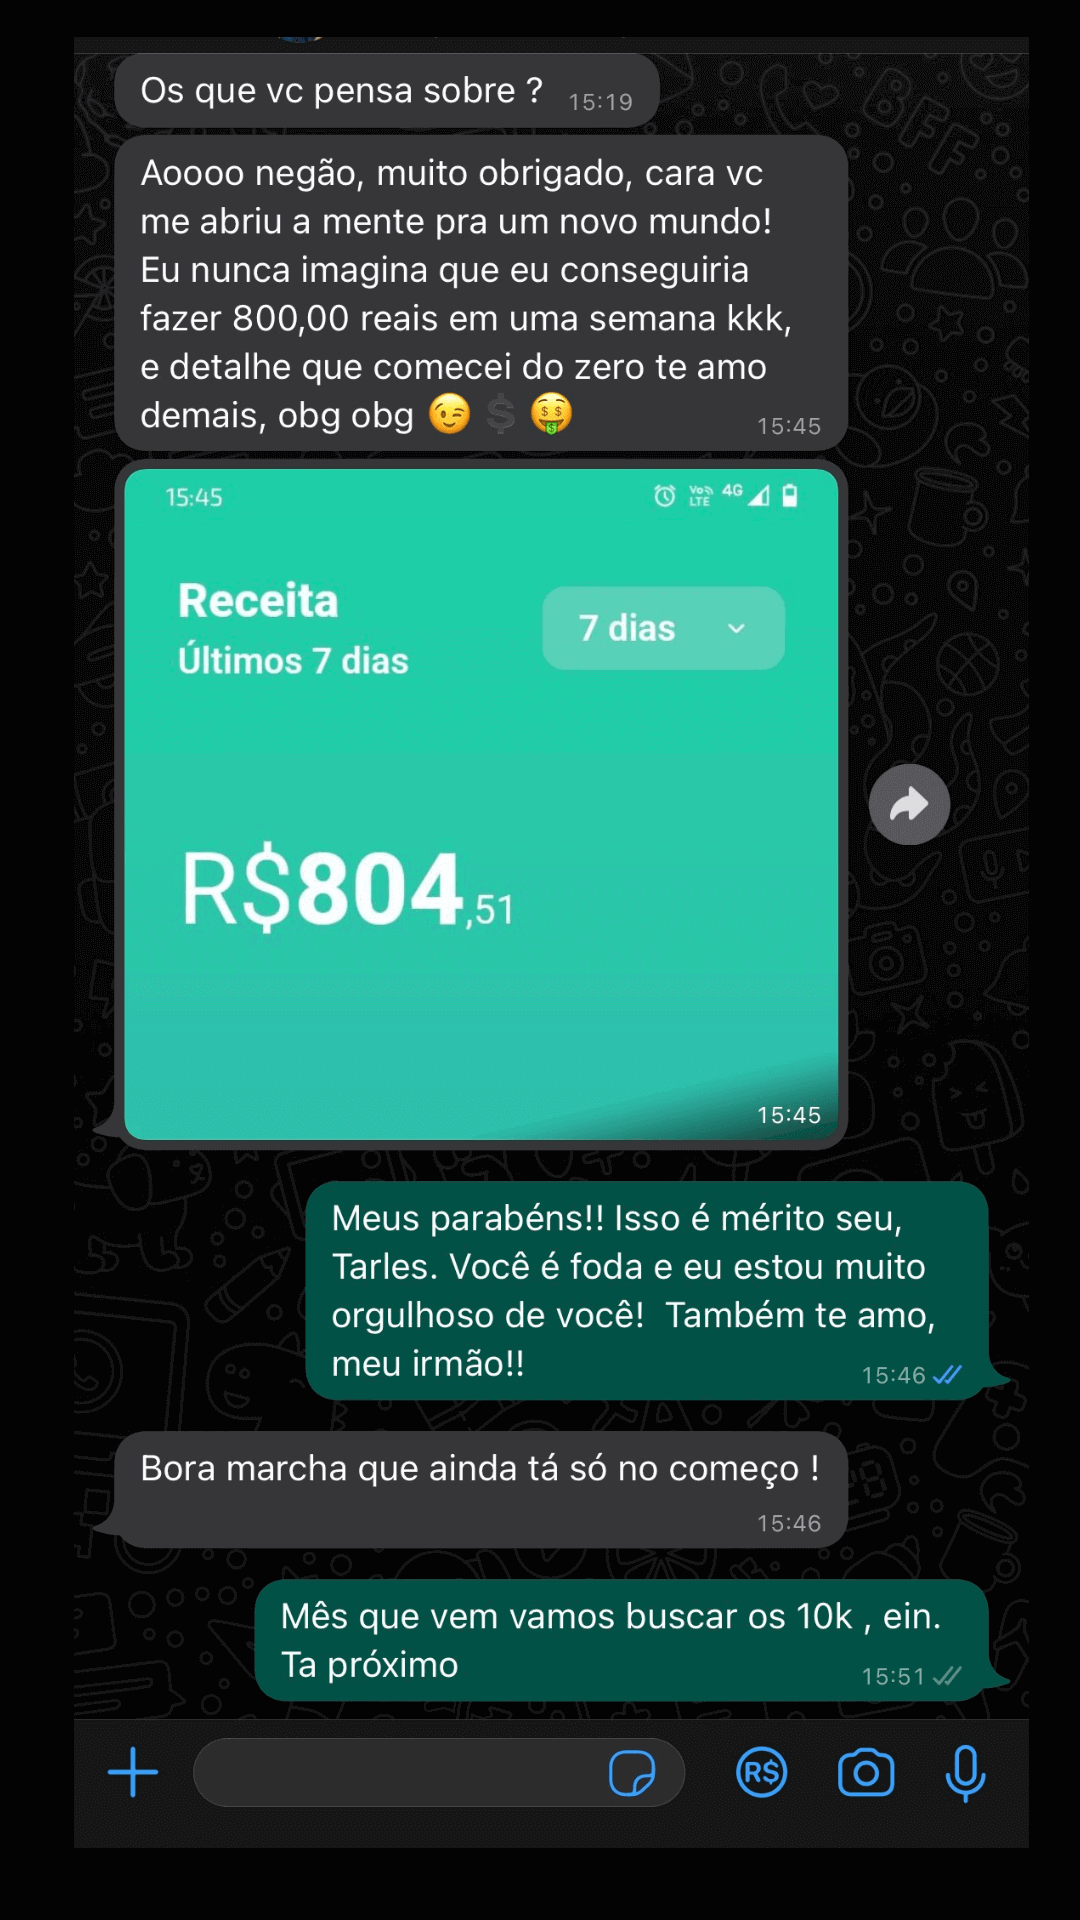 Os que vc pensa sobre ? 15:19
Aoooo negão, muito obrigado, cara vc
me abriu a mente pra um novo mundo!
Eu nunca imagina que eu conseguiria
fazer 800,00 reais em uma semana kkk,
e detalhe que comecei do zero te amo
demais, obg obg 😉 💲 🤑 15:45
15:45 Vo LTE 4G
Receita
7 dias
Últimos 7 dias
R$804,51
15:45
Meus parabéns!! Isso é mérito seu,
Tarles. Você é foda e eu estou muito
orgulhoso de você!  Também te amo,
meu irmão!!
15:46
Bora marcha que ainda tá só no começo !
15:46
Mês que vem vamos buscar os 10k , ein.
Ta próximo
15:51
R$